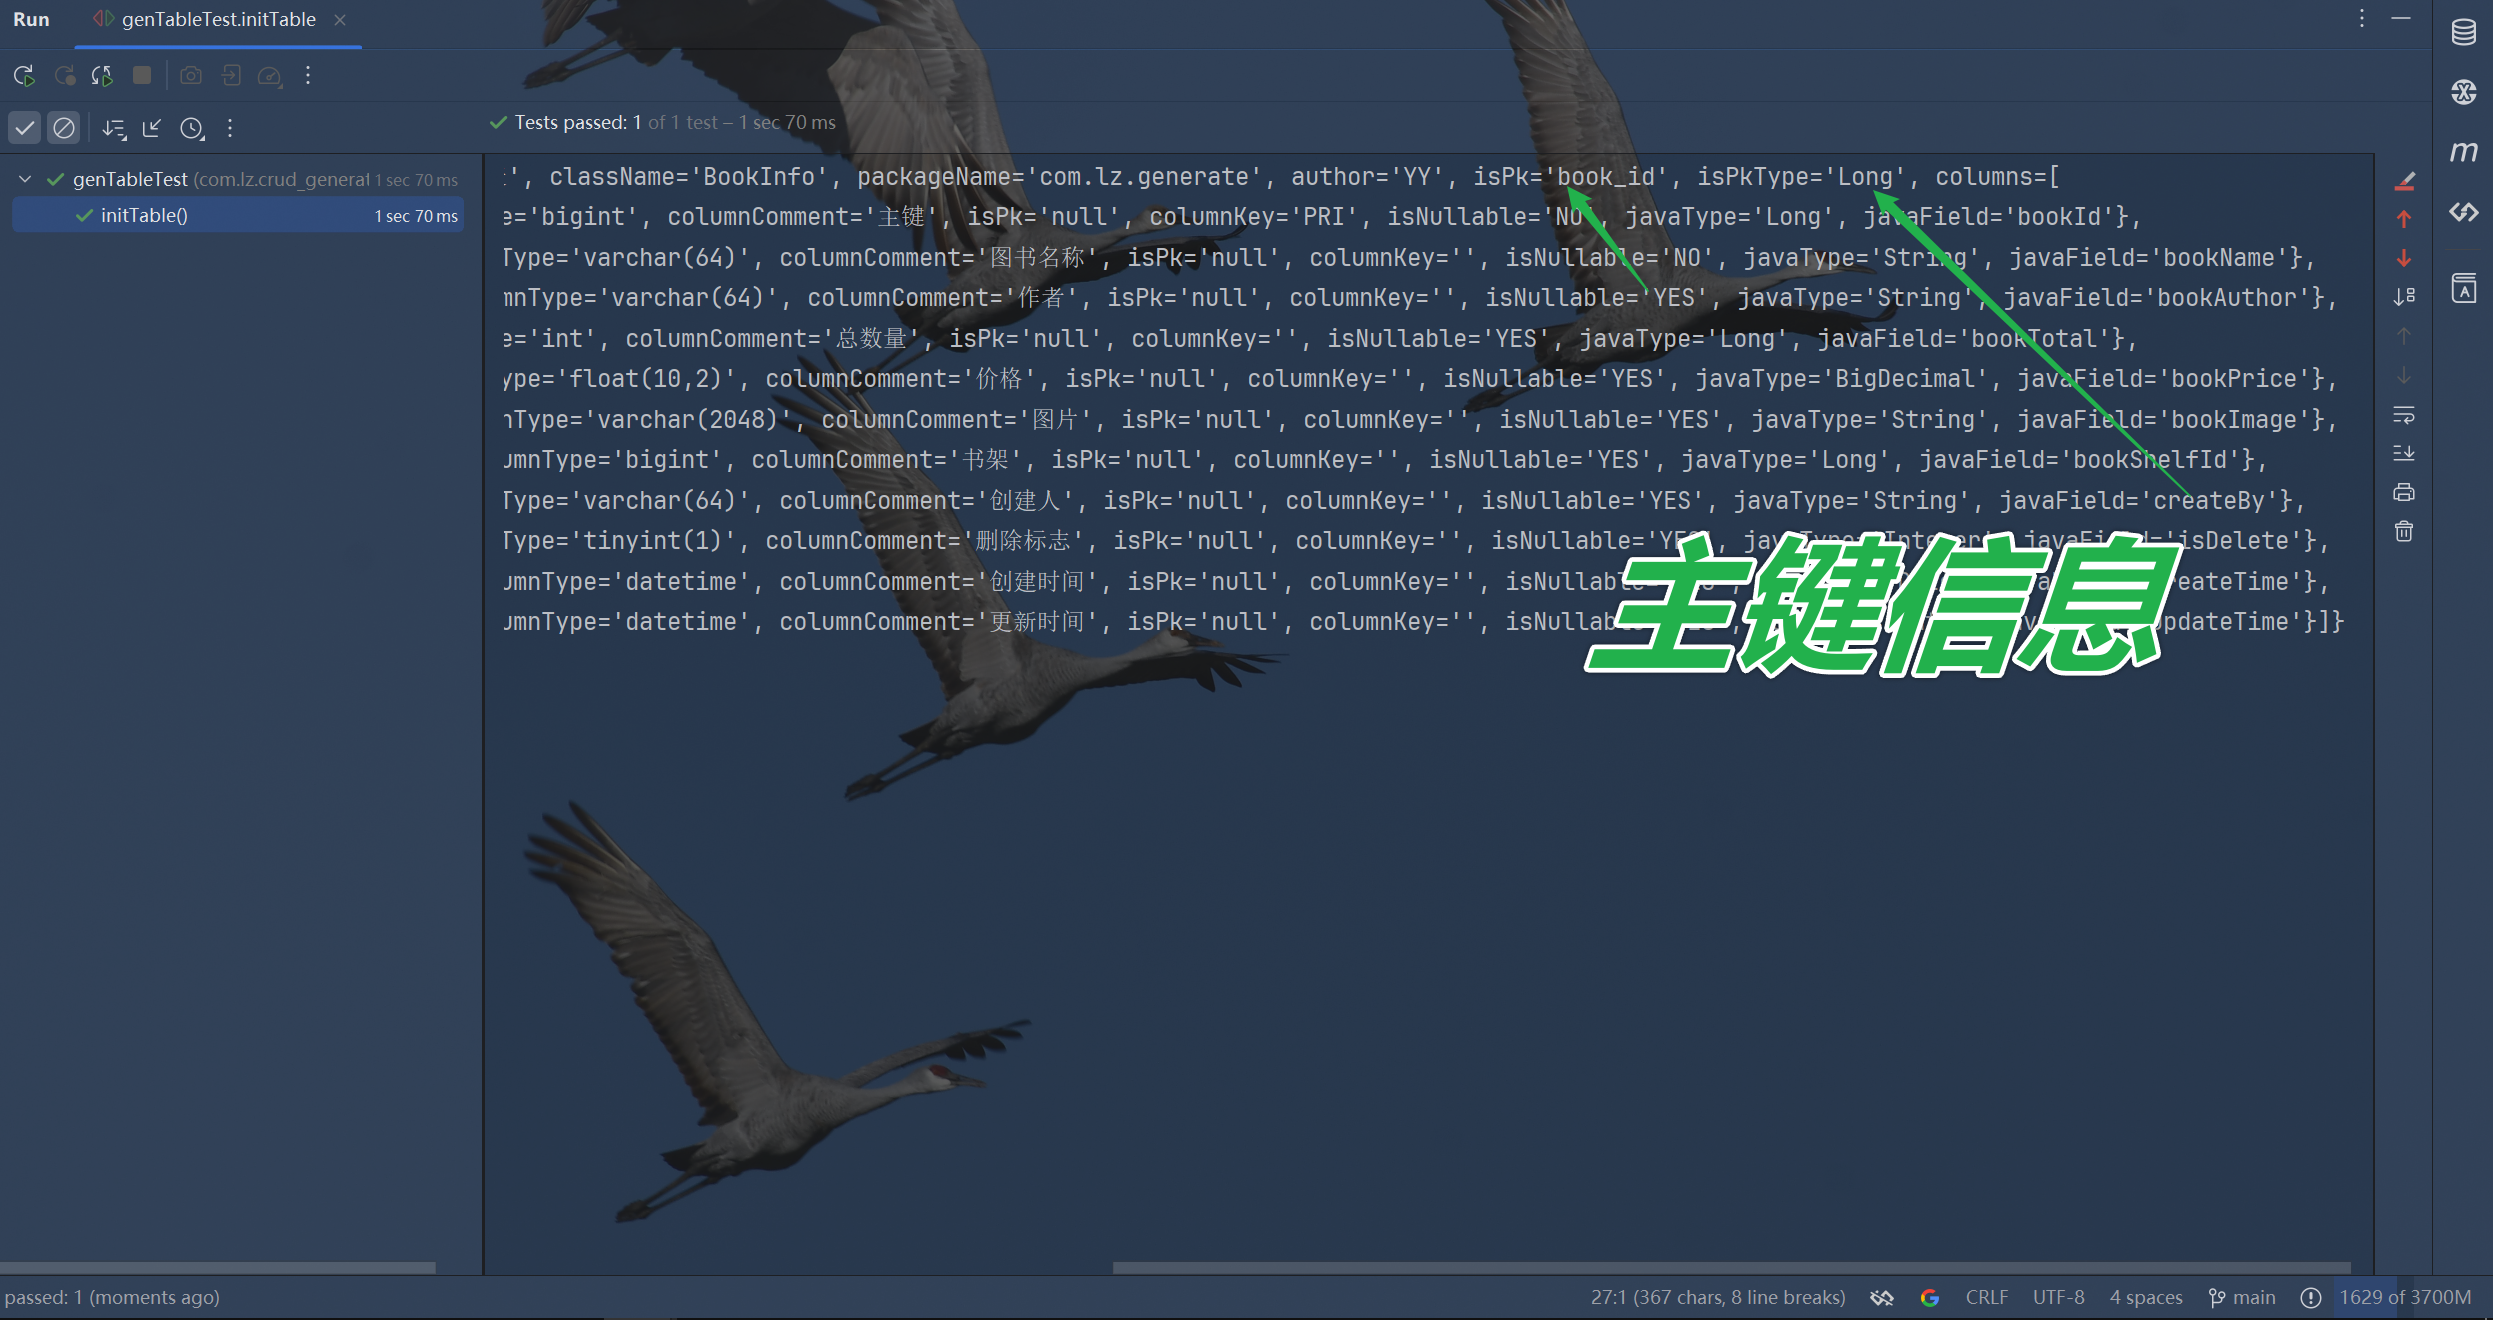 Run genTableTest.initTable
Tests passed: 1 of 1 test – 1 sec 70 ms
genTableTest (com.lz.crud_generat 1 sec 70 ms
initTable() 1 sec 70 ms
', className='BookInfo', packageName='com.lz.generate', author='YY', isPk='book_id', isPkType='Long', columns=[
e='bigint', columnComment='主键', isPk='null', columnKey='PRI', isNullable='NO', javaType='Long', javaField='bookId'},
Type='varchar(64)', columnComment='图书名称', isPk='null', columnKey='', isNullable='NO', javaType='String', javaField='bookName'},
mnType='varchar(64)', columnComment='作者', isPk='null', columnKey='', isNullable='YES', javaType='String', javaField='bookAuthor'},
e='int', columnComment='总数量', isPk='null', columnKey='', isNullable='YES', javaType='Long', javaField='bookTotal'},
ype='float(10,2)', columnComment='价格', isPk='null', columnKey='', isNullable='YES', javaType='BigDecimal', javaField='bookPrice'},
nType='varchar(2048)', columnComment='图片', isPk='null', columnKey='', isNullable='YES', javaType='String', javaField='bookImage'},
umnType='bigint', columnComment='书架', isPk='null', columnKey='', isNullable='YES', javaType='Long', javaField='bookShelfId'},
Type='varchar(64)', columnComment='创建人', isPk='null', columnKey='', isNullable='YES', javaType='String', javaField='createBy'},
Type='tinyint(1)', columnComment='删除标志', isPk='null', columnKey='', isNullable='YES', javaType='Integer', javaField='isDelete'},
umnType='datetime', columnComment='创建时间', isPk='null', columnKey='', isNullabl eateTime'},
umnType='datetime', columnComment='更新时间', isPk='null', columnKey='', isNullabl pdateTime'}]}
主键信息
passed: 1 (moments ago)
27:1 (367 chars, 8 line breaks) CRLF UTF-8 4 spaces main 1629 of 3700M